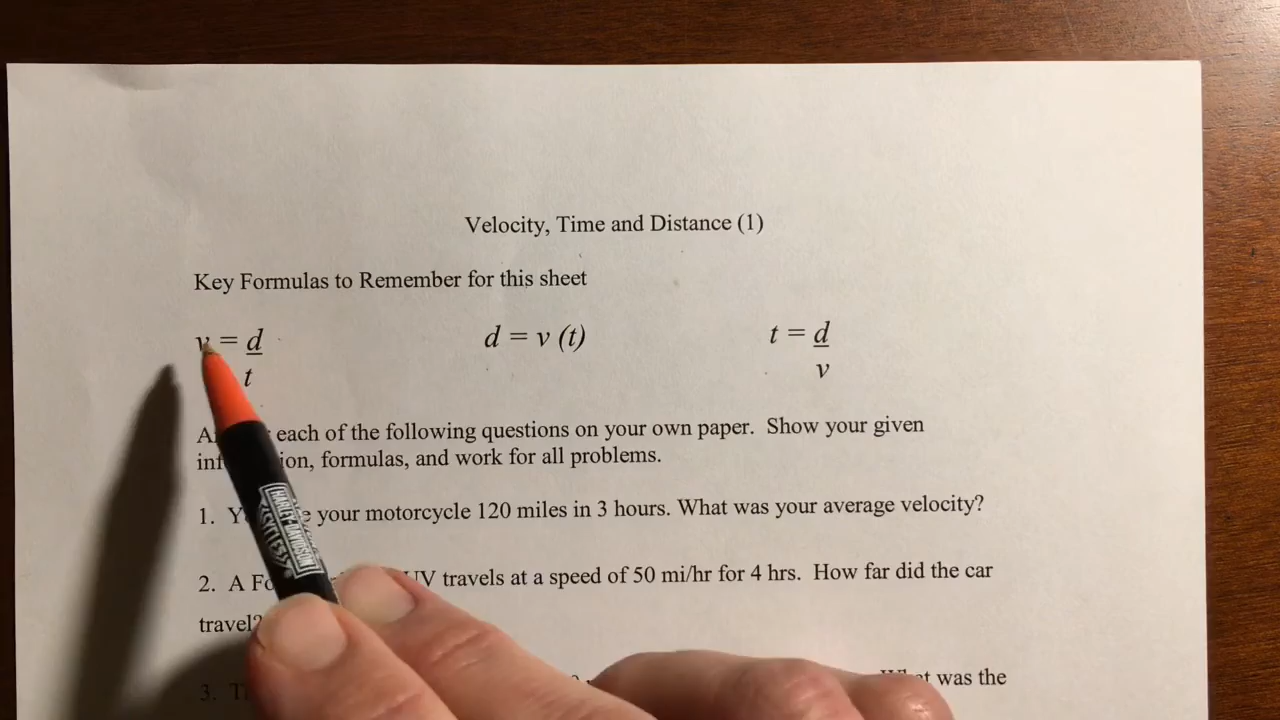 Velocity, Time and Distance (1)
Key Formulas to Remember for this sheet
v = d d = v (t) t = d
t v
each of the following questions on your own paper. Show your given
formulas, and work for all problems.
1. your motorcycle 120 miles in 3 hours. What was your average velocity?
2. A travels at a speed of 50 mi/hr for 4 hrs. How far did the car
travel?
3. was the
HARLEY-DAVIDSON